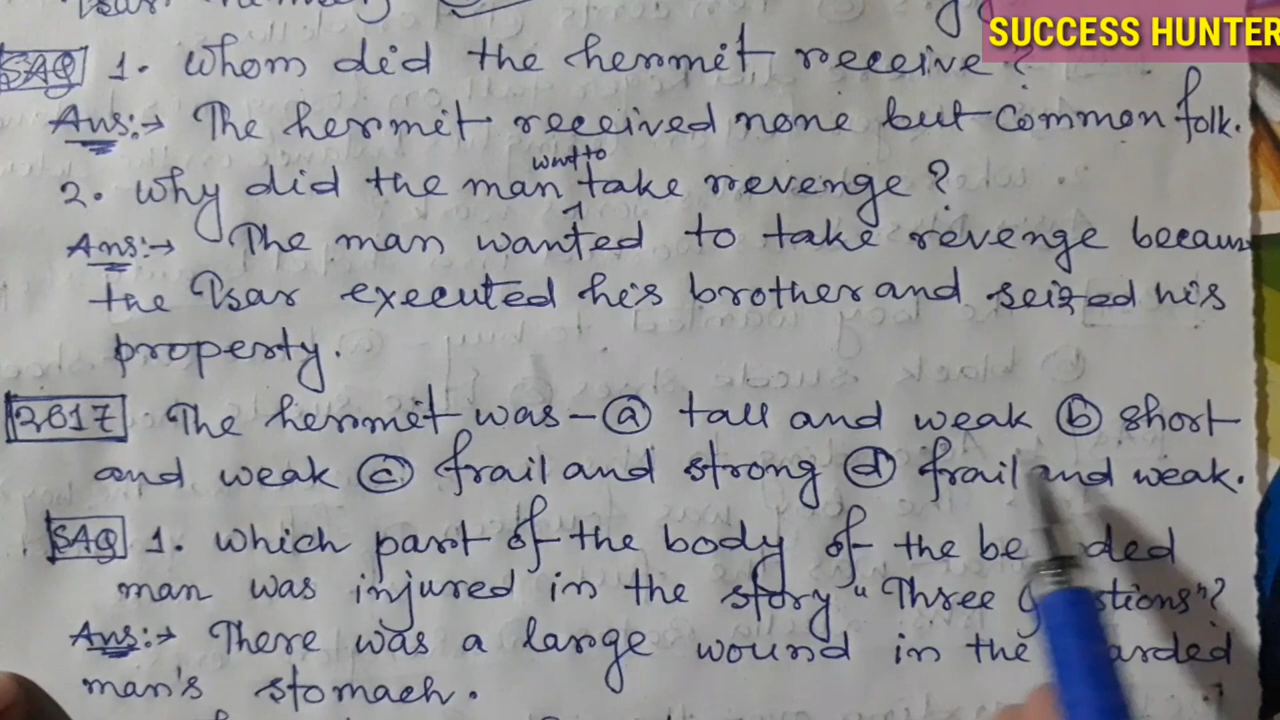 SUCCESS HUNTER
SAQ 1. Whom did the hermit receive?
Ans:→ The hermit received none but common folk.
want to
2. Why did the man take revenge?
Ans:→ The man wanted to take revenge
the Tsar executed his brother and seized his
property.
2017 The hermit was - (a) tall and weak (b) short
and weak (c) frail and strong (d) frail and weak.
SAQ 1. Which part of the body of the
man was injured in the story "Three
Ans:→ There was a large wound in the
man's stomach.